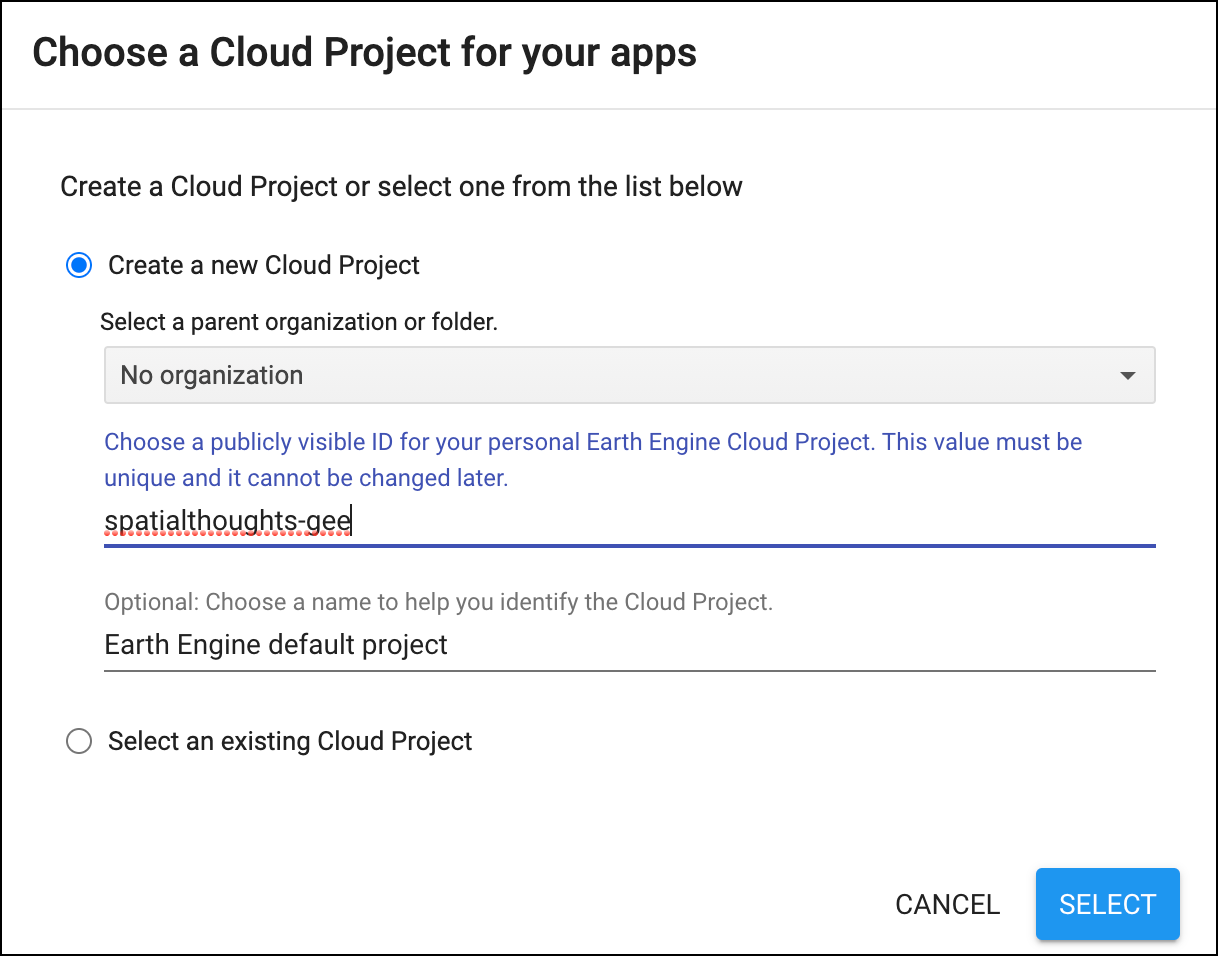 Choose a Cloud Project for your apps
Create a Cloud Project or select one from the list below
Create a new Cloud Project
Select a parent organization or folder.
No organization
Choose a publicly visible ID for your personal Earth Engine Cloud Project. This value must be
unique and it cannot be changed later.
spatialthoughts-gee
Optional: Choose a name to help you identify the Cloud Project.
Earth Engine default project
Select an existing Cloud Project
CANCEL SELECT